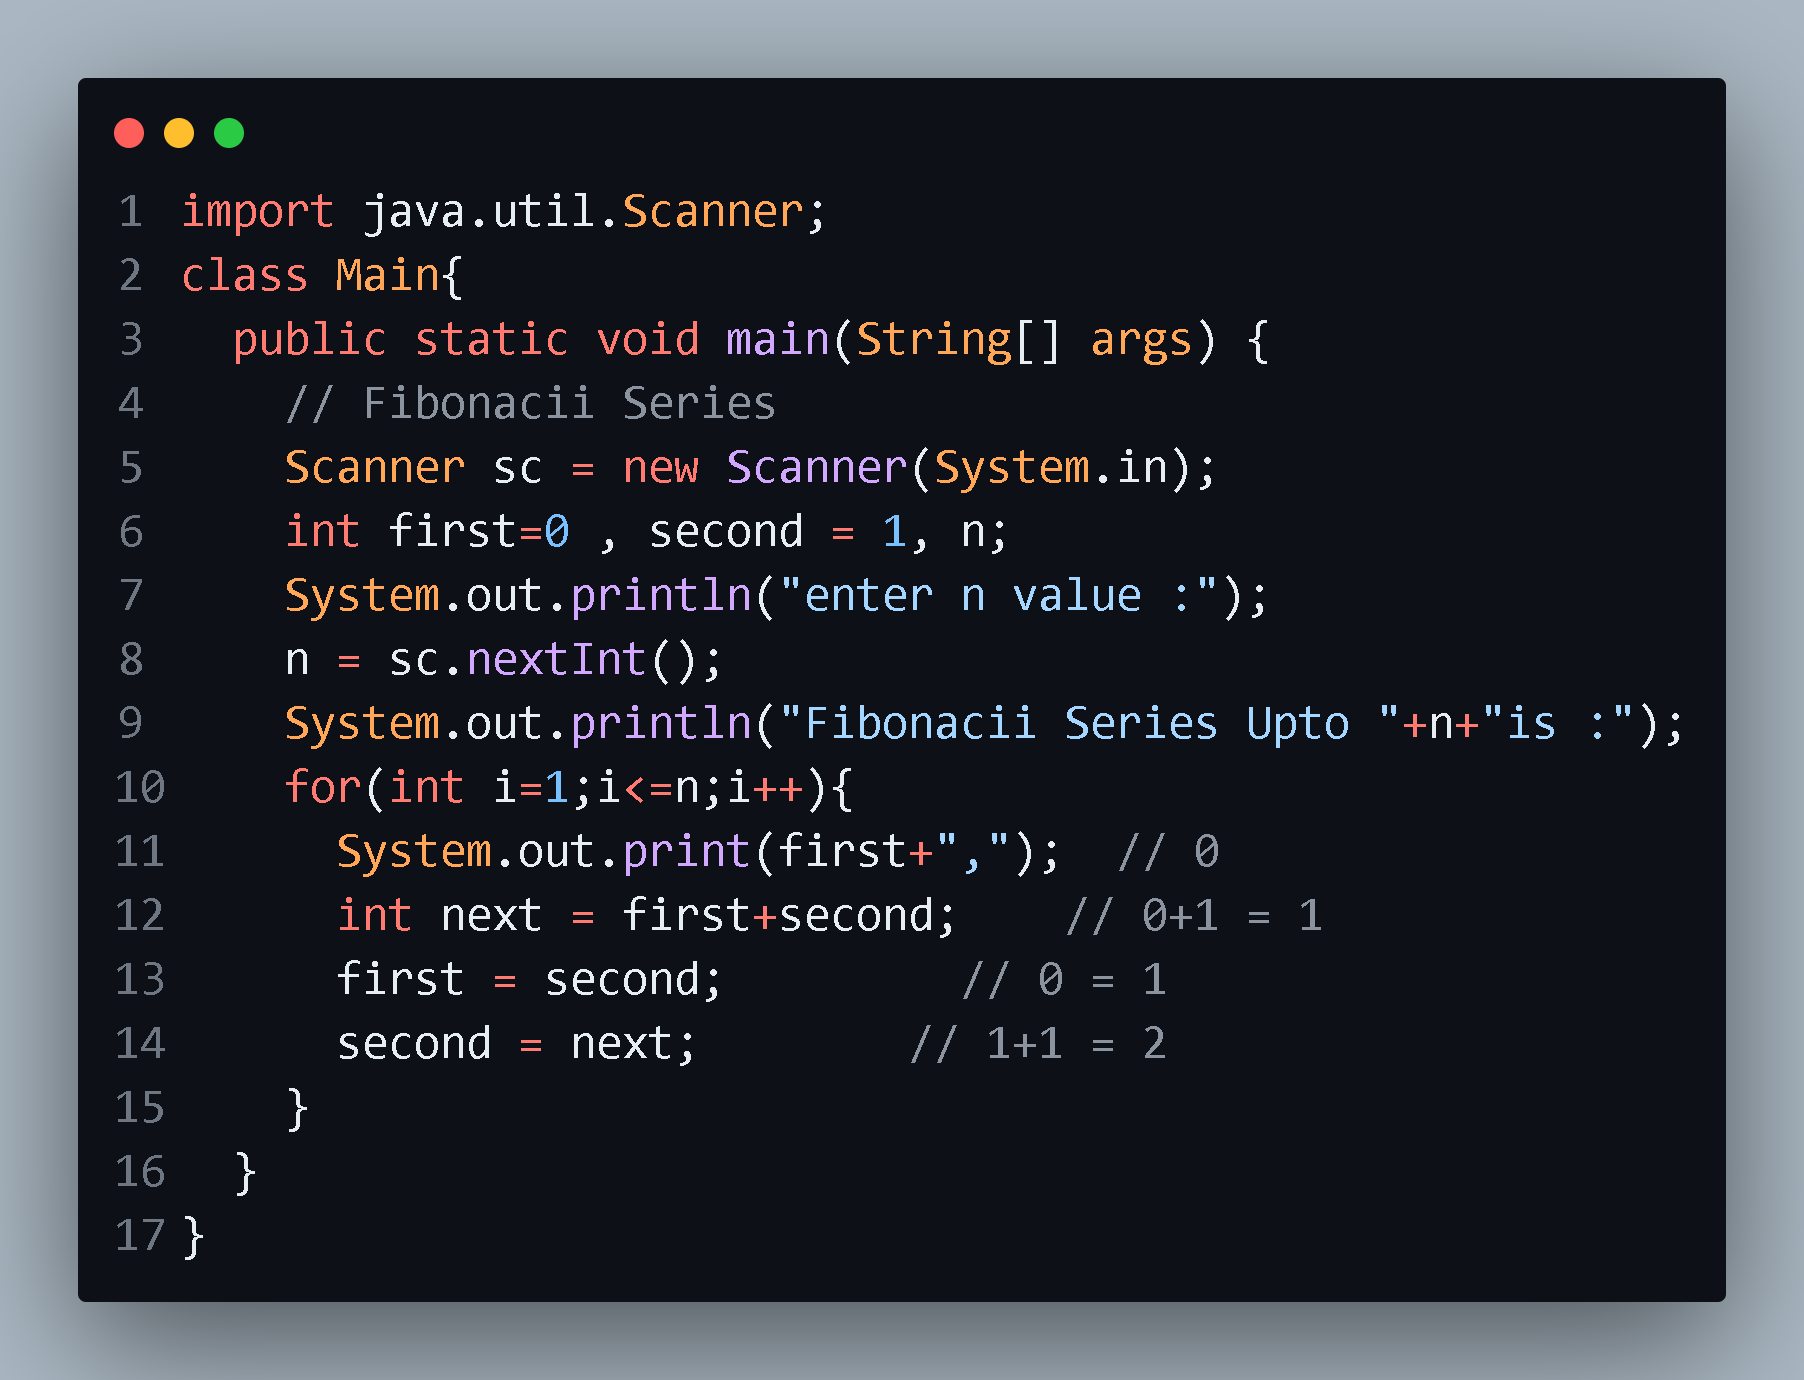 1 import java.util.Scanner;
2 class Main{
3   public static void main(String[] args) {
4     // Fibonacii Series
5     Scanner sc = new Scanner(System.in);
6     int first=0 , second = 1, n;
7     System.out.println("enter n value :");
8     n = sc.nextInt();
9     System.out.println("Fibonacii Series Upto "+n+"is :");
10     for(int i=1;i<=n;i++){
11       System.out.print(first+",");  // 0
12       int next = first+second;    // 0+1 = 1
13       first = second;         // 0 = 1
14       second = next;        // 1+1 = 2
15     }
16   }
17 }